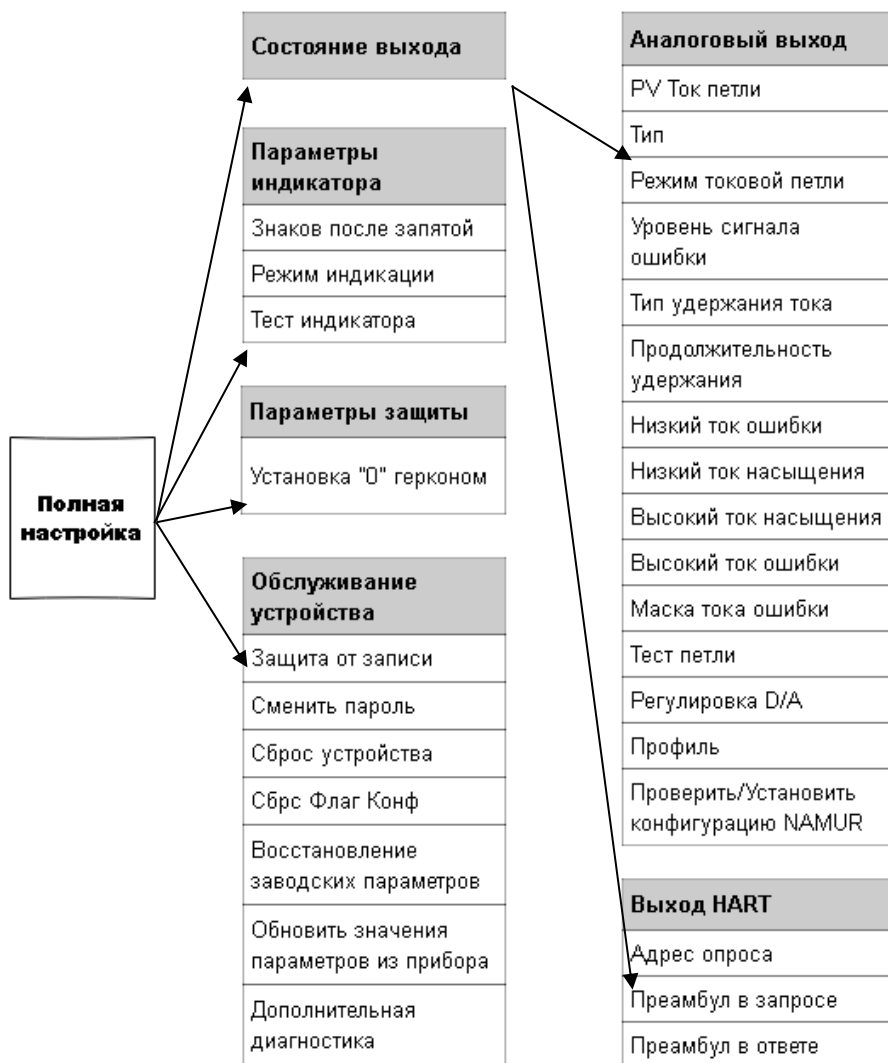 Полная
настройка
Состояние выхода
Параметры
индикатора
Знаков после запятой
Режим индикации
Тест индикатора
Параметры защиты
Установка "0" герконом
Обслуживание
устройства
Защита от записи
Сменить пароль
Сброс устройства
Сбрс Флаг Конф
Восстановление
заводских параметров
Обновить значения
параметров из прибора
Дополнительная
диагностика
Аналоговый выход
PV Ток петли
Тип
Режим токовой петли
Уровень сигнала
ошибки
Тип удержания тока
Продолжительность
удержания
Низкий ток ошибки
Низкий ток насыщения
Высокий ток насыщения
Высокий ток ошибки
Маска тока ошибки
Тест петли
Регулировка D/A
Профиль
Проверить/Установить
конфигурацию NAMUR
Выход HART
Адрес опроса
Преамбул в запросе
Преамбул в ответе